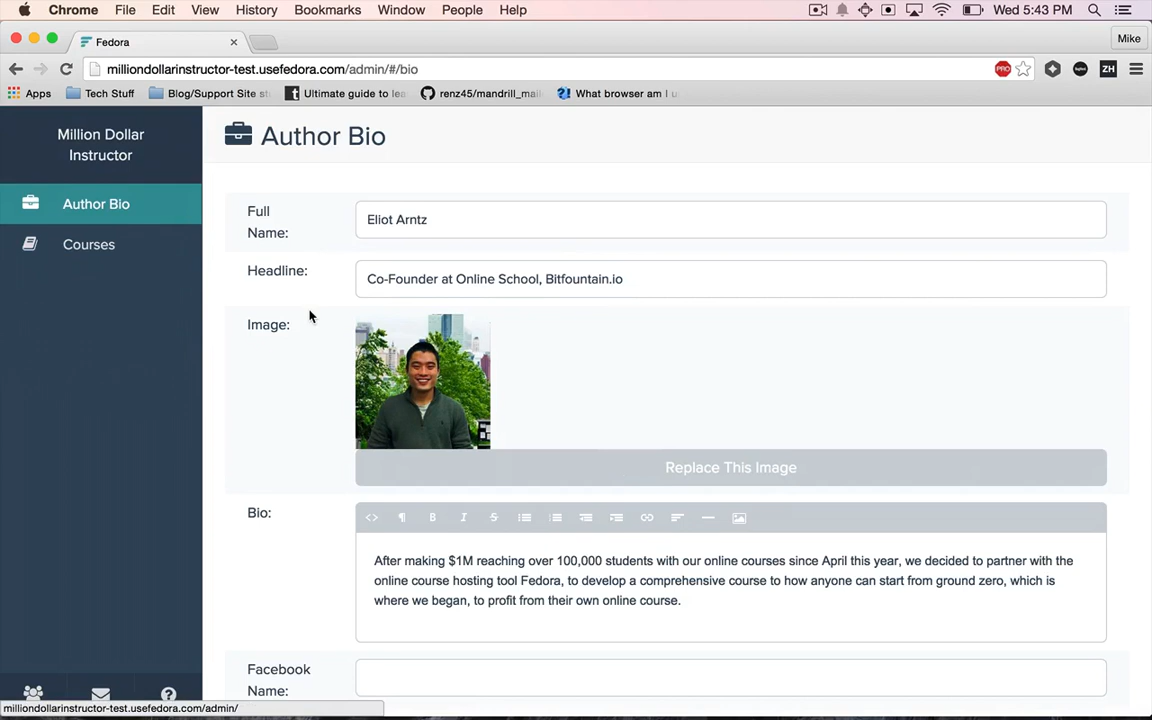 Chrome File Edit View History Bookmarks Window People Help Wed 5:43 PM
Fedora Mike
milliondollarinstructor-test.usefedora.com/admin/#/bio PRO ZH
Apps Tech Stuff Blog/Support Site st Ultimate guide to lea renz45/mandrill_mail What browser am I u
Million Dollar
Instructor
Author Bio
Courses
Author Bio
Full
Name:
Eliot Arntz
Headline:
Co-Founder at Online School, Bitfountain.io
Image:
Replace This Image
Bio:
After making $1M reaching over 100,000 students with our online courses since April this year, we decided to partner with the
online course hosting tool Fedora, to develop a comprehensive course to how anyone can start from ground zero, which is
where we began, to profit from their own online course.
Facebook
Name:
milliondollarinstructor-test.usefedora.com/admin/